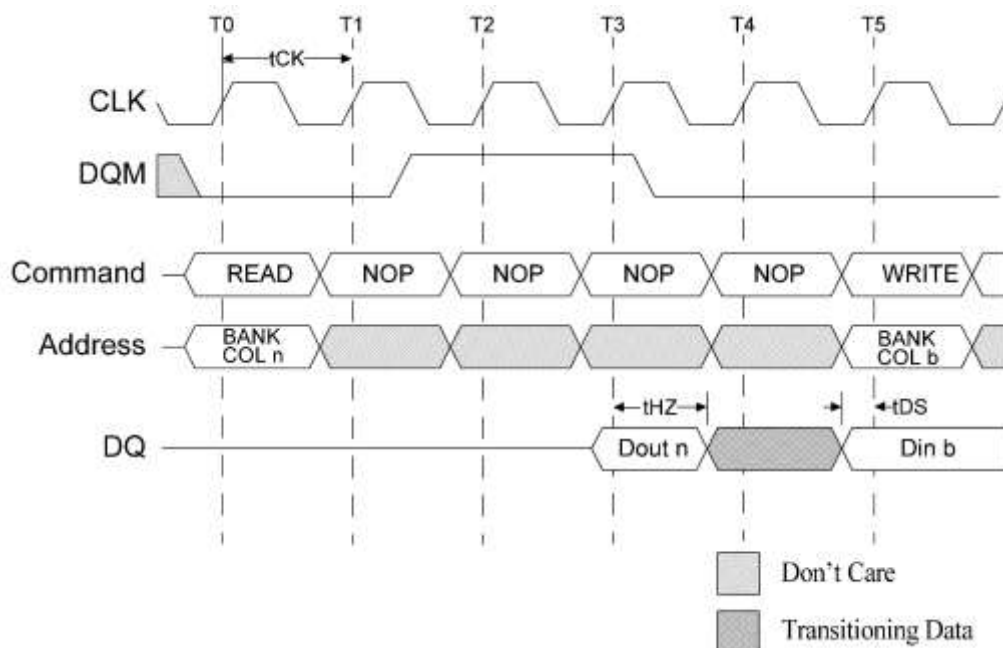 T0 T1 T2 T3 T4 T5
tCK
CLK
DQM
Command READ NOP NOP NOP NOP WRITE
Address BANK COL n BANK COL b
tHZ tDS
DQ Dout n Din b
Don't Care
Transitioning Data